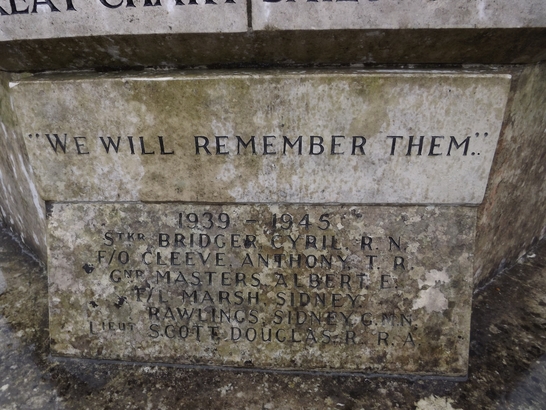 "WE WILL REMEMBER THEM."
1939 – 1945
STKR. BRIDGER, CYRIL. R. N.
F/O CLEEVE, ANTHONY, T. R.
GNR. MASTERS, ALBERT E.
MARSH, SIDNEY,
RAWLINGS, SIDNEY, G.
LIEUT. SCOTT, DOUGLAS, R.